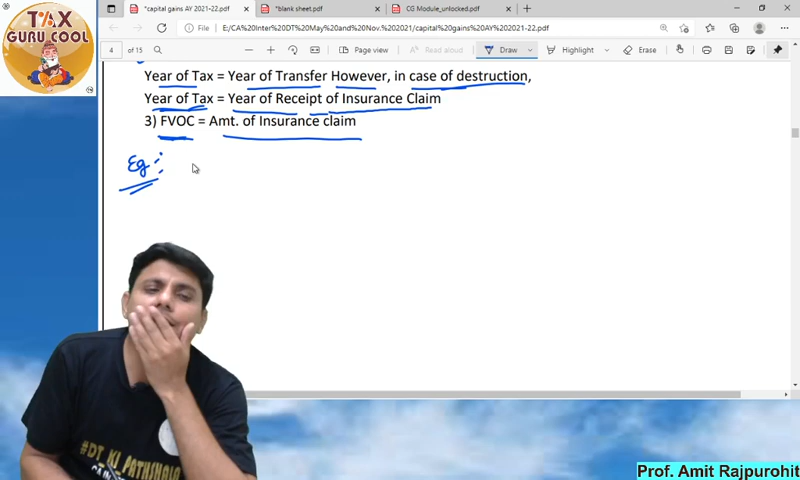 TAX
GURU COOL
*capital gains AY 2021-22.pdf
*blank sheet.pdf
CG Module_unlocked.pdf
E:/CA%20Inter%20DT%20May%20and%20Nov.%202021/capital%20gains%20AY%202021-22.pdf
4 of 15
Page view
Read aloud
Draw
Highlight
Erase
Year of Tax = Year of Transfer However, in case of destruction,
Year of Tax = Year of Receipt of Insurance Claim
3) FVOC = Amt. of Insurance claim
Eg :-
#DT KI PATHSHALA
Prof. Amit Rajpurohit